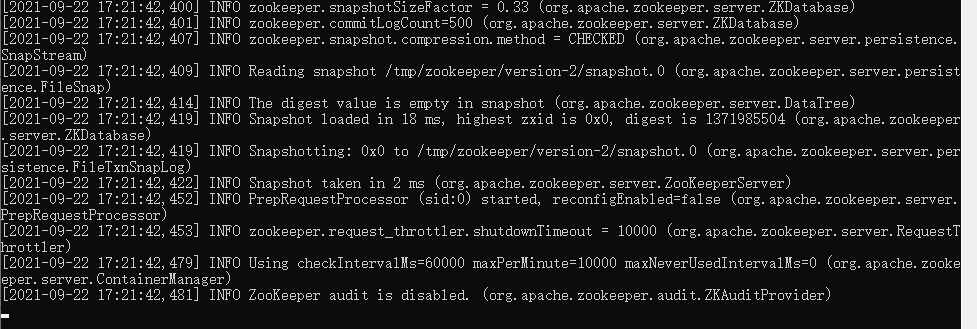 [2021-09-22 17:21:42,400] INFO zookeeper.snapshotSizeFactor = 0.33 (org.apache.zookeeper.server.ZKDatabase)
[2021-09-22 17:21:42,401] INFO zookeeper.commitLogCount=500 (org.apache.zookeeper.server.ZKDatabase)
[2021-09-22 17:21:42,407] INFO zookeeper.snapshot.compression.method = CHECKED (org.apache.zookeeper.server.persistence.
SnapStream)
[2021-09-22 17:21:42,409] INFO Reading snapshot /tmp/zookeeper/version-2/snapshot.0 (org.apache.zookeeper.server.persist
ence.FileSnap)
[2021-09-22 17:21:42,414] INFO The digest value is empty in snapshot (org.apache.zookeeper.server.DataTree)
[2021-09-22 17:21:42,419] INFO Snapshot loaded in 18 ms, highest zxid is 0x0, digest is 1371985504 (org.apache.zookeeper
.server.ZKDatabase)
[2021-09-22 17:21:42,419] INFO Snapshotting: 0x0 to /tmp/zookeeper/version-2/snapshot.0 (org.apache.zookeeper.server.per
sistence.FileTxnSnapLog)
[2021-09-22 17:21:42,422] INFO Snapshot taken in 2 ms (org.apache.zookeeper.server.ZooKeeperServer)
[2021-09-22 17:21:42,452] INFO PrepRequestProcessor (sid:0) started, reconfigEnabled=false (org.apache.zookeeper.server.
PrepRequestProcessor)
[2021-09-22 17:21:42,453] INFO zookeeper.request_throttler.shutdownTimeout = 10000 (org.apache.zookeeper.server.RequestT
hrottler)
[2021-09-22 17:21:42,479] INFO Using checkIntervalMs=60000 maxPerMinute=10000 maxNeverUsedIntervalMs=0 (org.apache.zooke
eper.server.ContainerManager)
[2021-09-22 17:21:42,481] INFO ZooKeeper audit is disabled. (org.apache.zookeeper.audit.ZKAuditProvider)